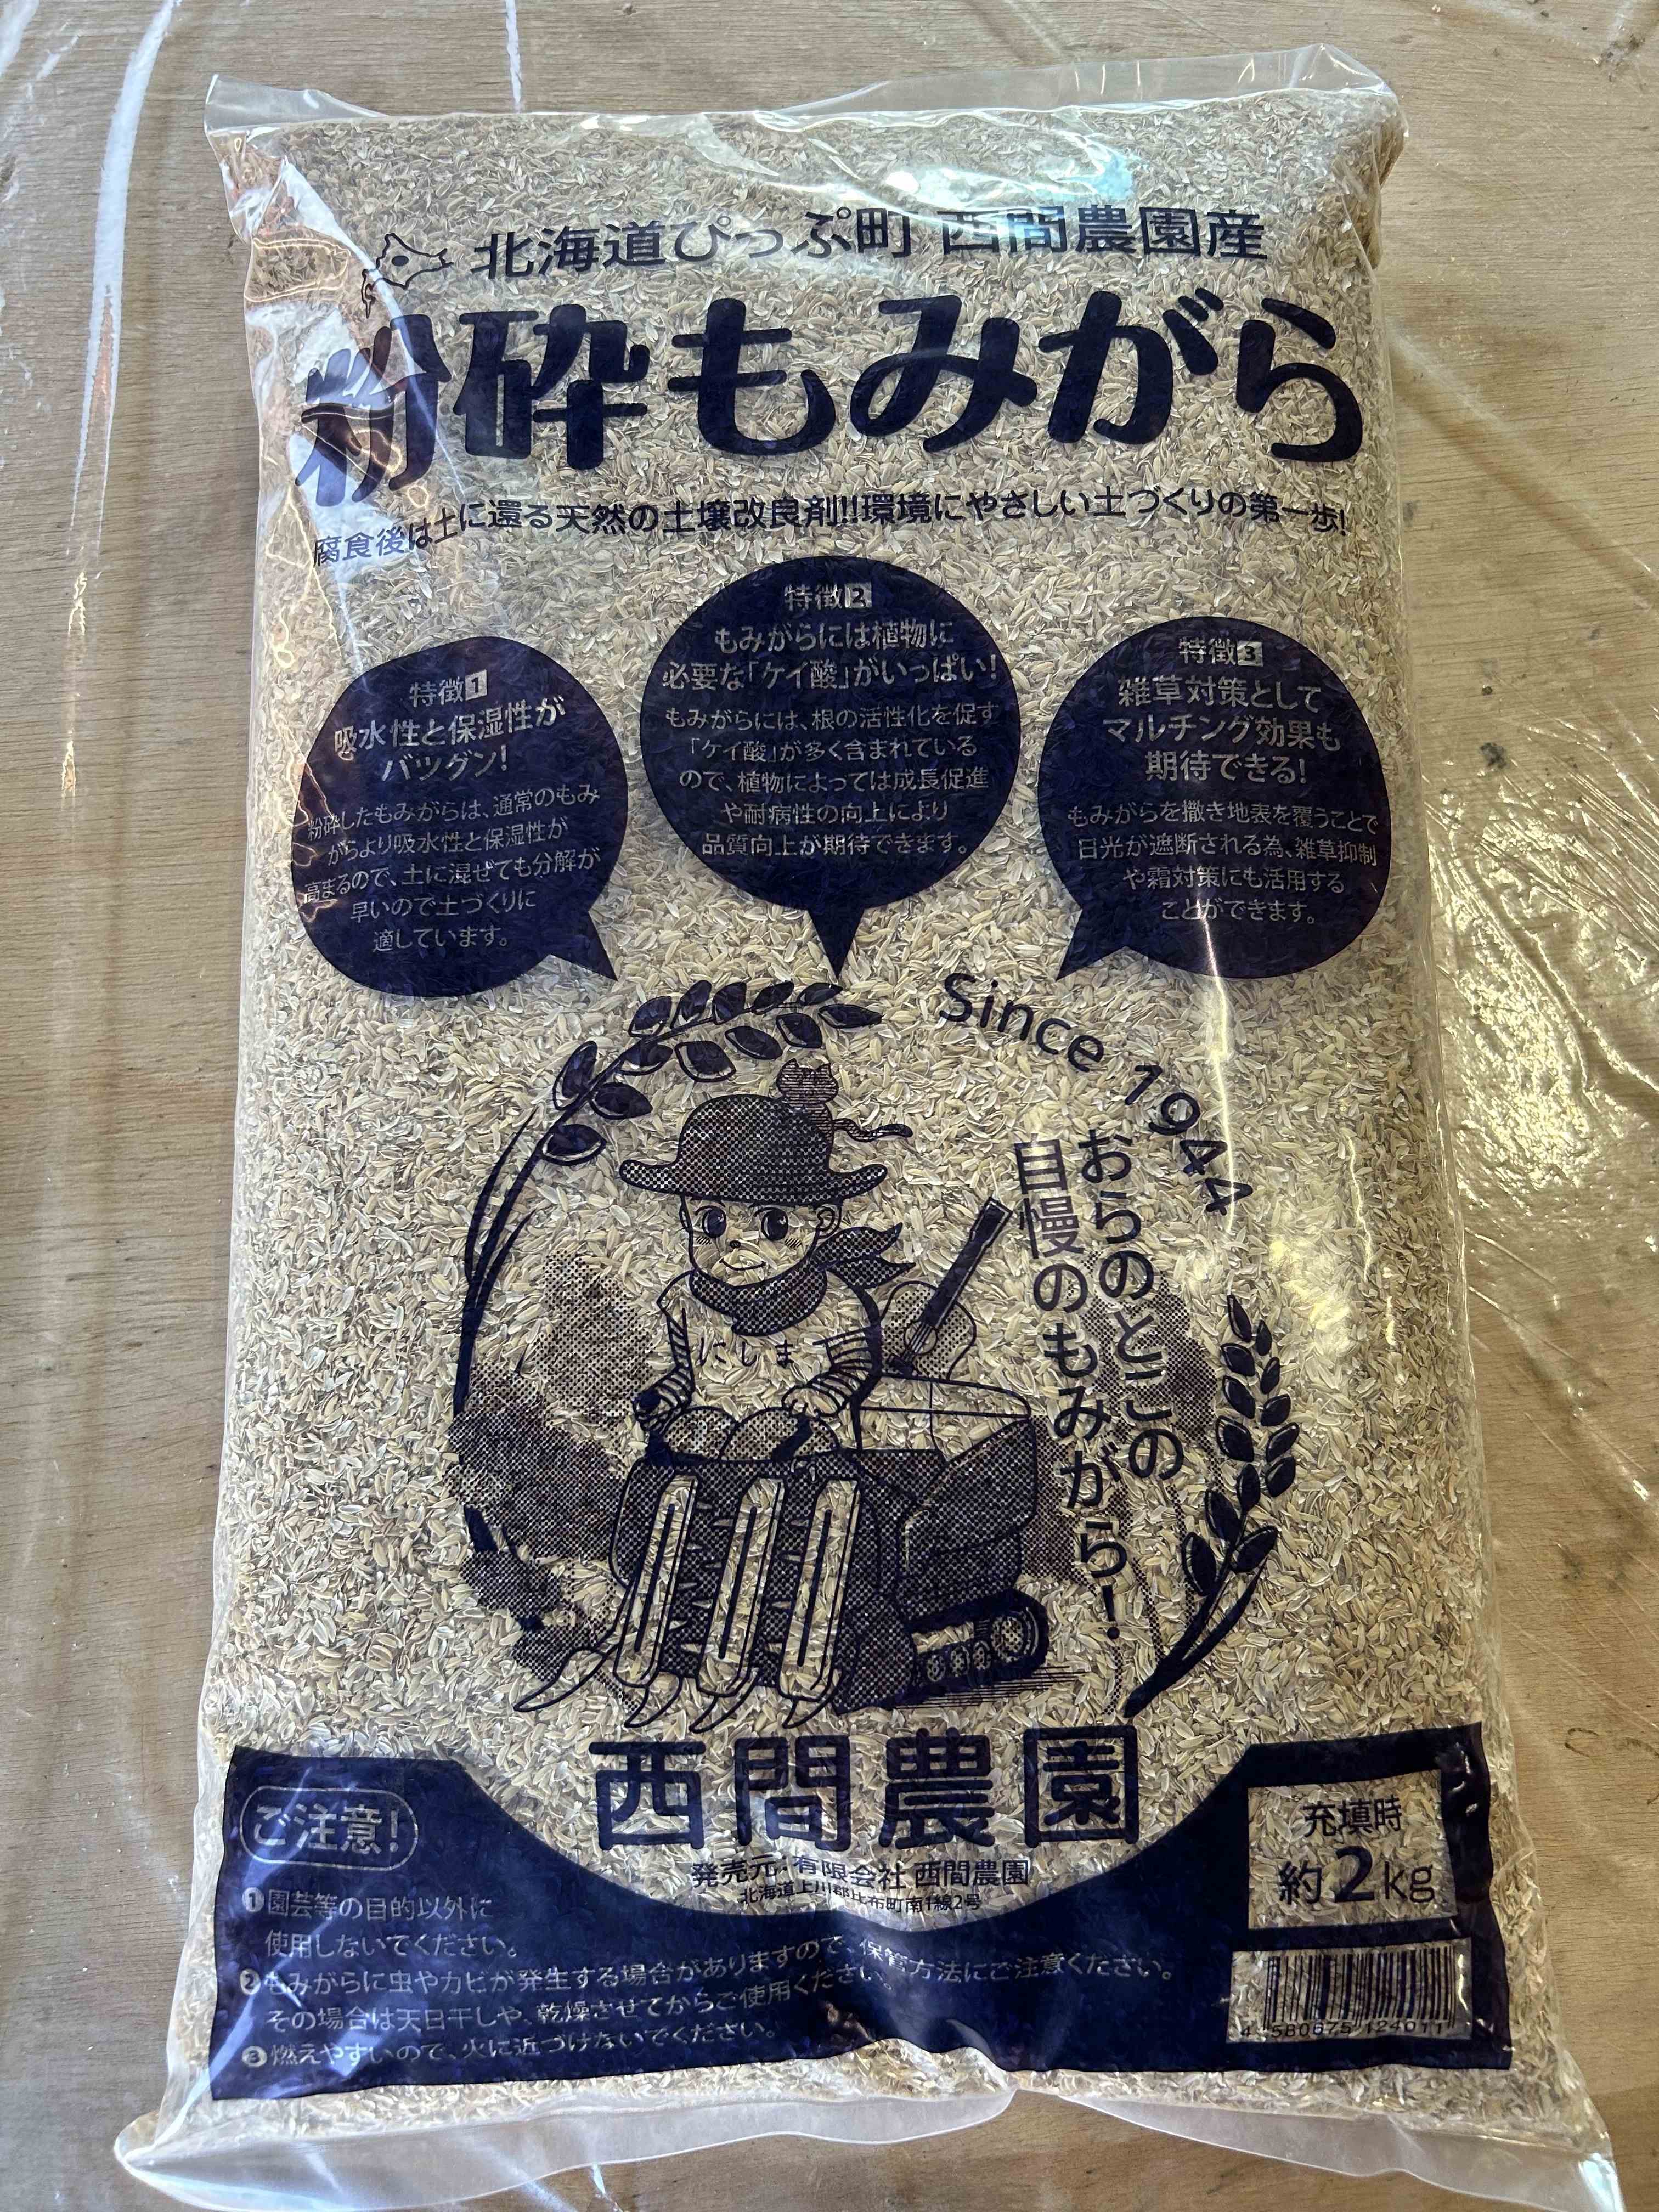 北海道ぴっぷ町 西間農園産
粉砕もみがら
腐食後は土に還る天然の土壌改良剤!!環境にやさしい土づくりの第一歩!
特徴1
吸水性と保湿性が
バツグン!
粉砕したもみがらは、通常のもみ
がらより吸水性と保湿性が
高まるので、土に混ぜても分解が
早いので土づくりに
適しています。
特徴2
もみがらには植物に
必要な「ケイ酸」がいっぱい!
もみがらには、根の活性化を促す
「ケイ酸」が多く含まれている
ので、植物によっては成長促進
や耐病性の向上により
品質向上が期待できます。
特徴3
雑草対策として
マルチング効果も
期待できる!
もみがらを撒き地表を覆うことで
日光が遮断される為、雑草抑制
や霜対策にも活用する
ことができます。
Since 1944
おらのとこの
自慢のもみがら!
にしま
西間農園
発売元:有限会社 西間農園
北海道上川郡比布町南1線2号
ご注意!
1 園芸等の目的以外に
使用しないでください。
2 もみがらに虫やカビが発生する場合がありますので、保管方法にご注意ください。
その場合は天日干しや、乾燥させてからご使用ください。
3 燃えやすいので、火に近づけないでください。
充填時
約2kg
4 580675 124011